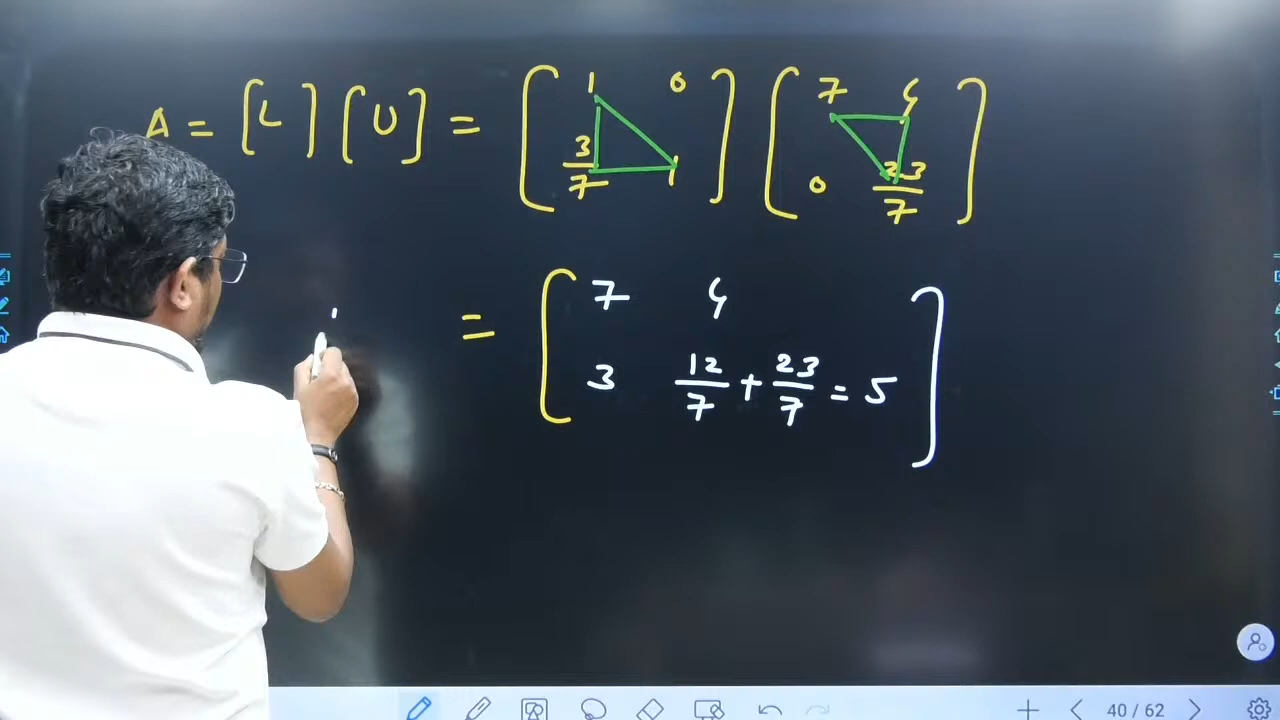 A = [L] [U] = [1 0 [7 4
3/7 1] 0 23/7]
= [7 4
3 12/7 + 23/7 = 5]
40 / 62